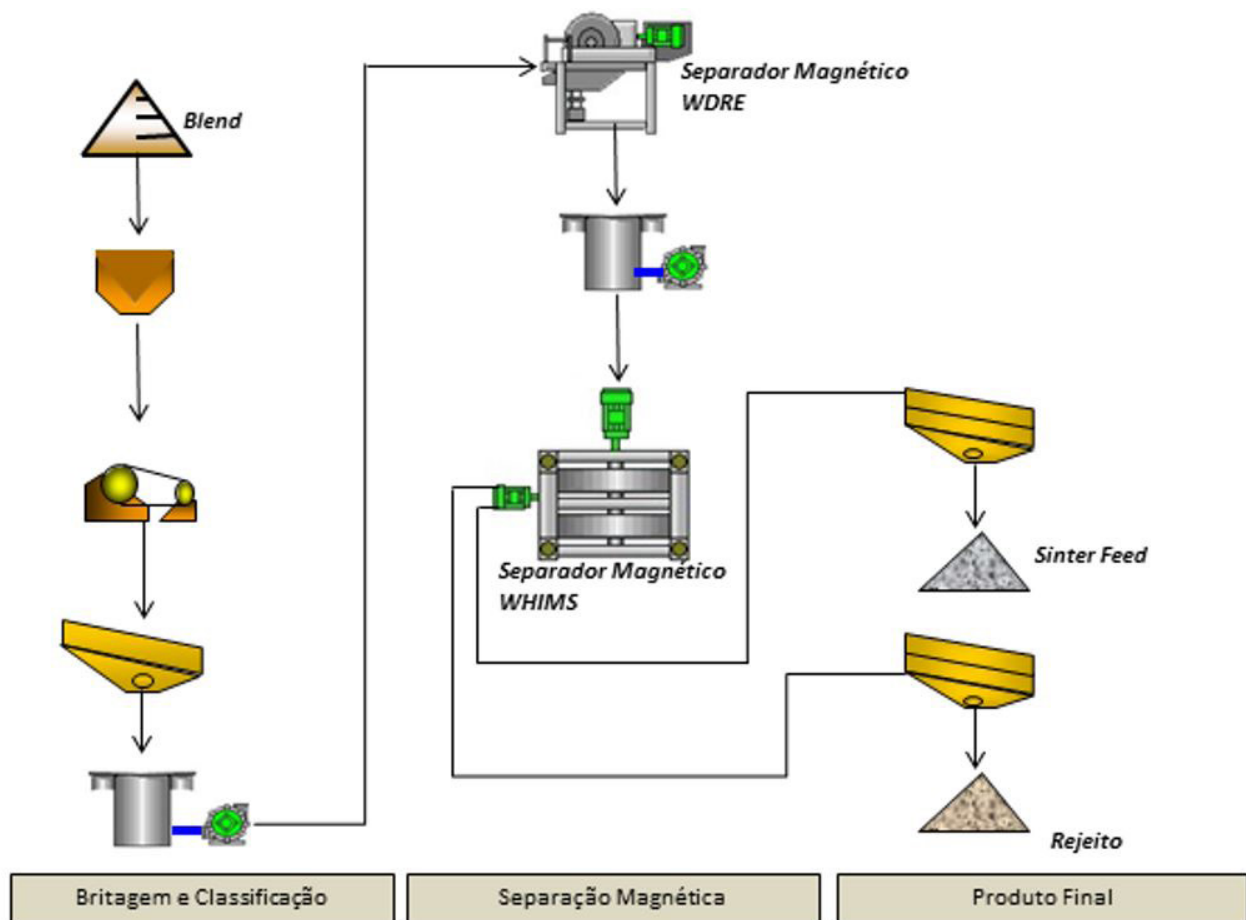 Blend
Separador Magnético
WDRE
Separador Magnético
WHIMS
Sinter Feed
Rejeito
Britagem e Classificação
Separação Magnética
Produto Final